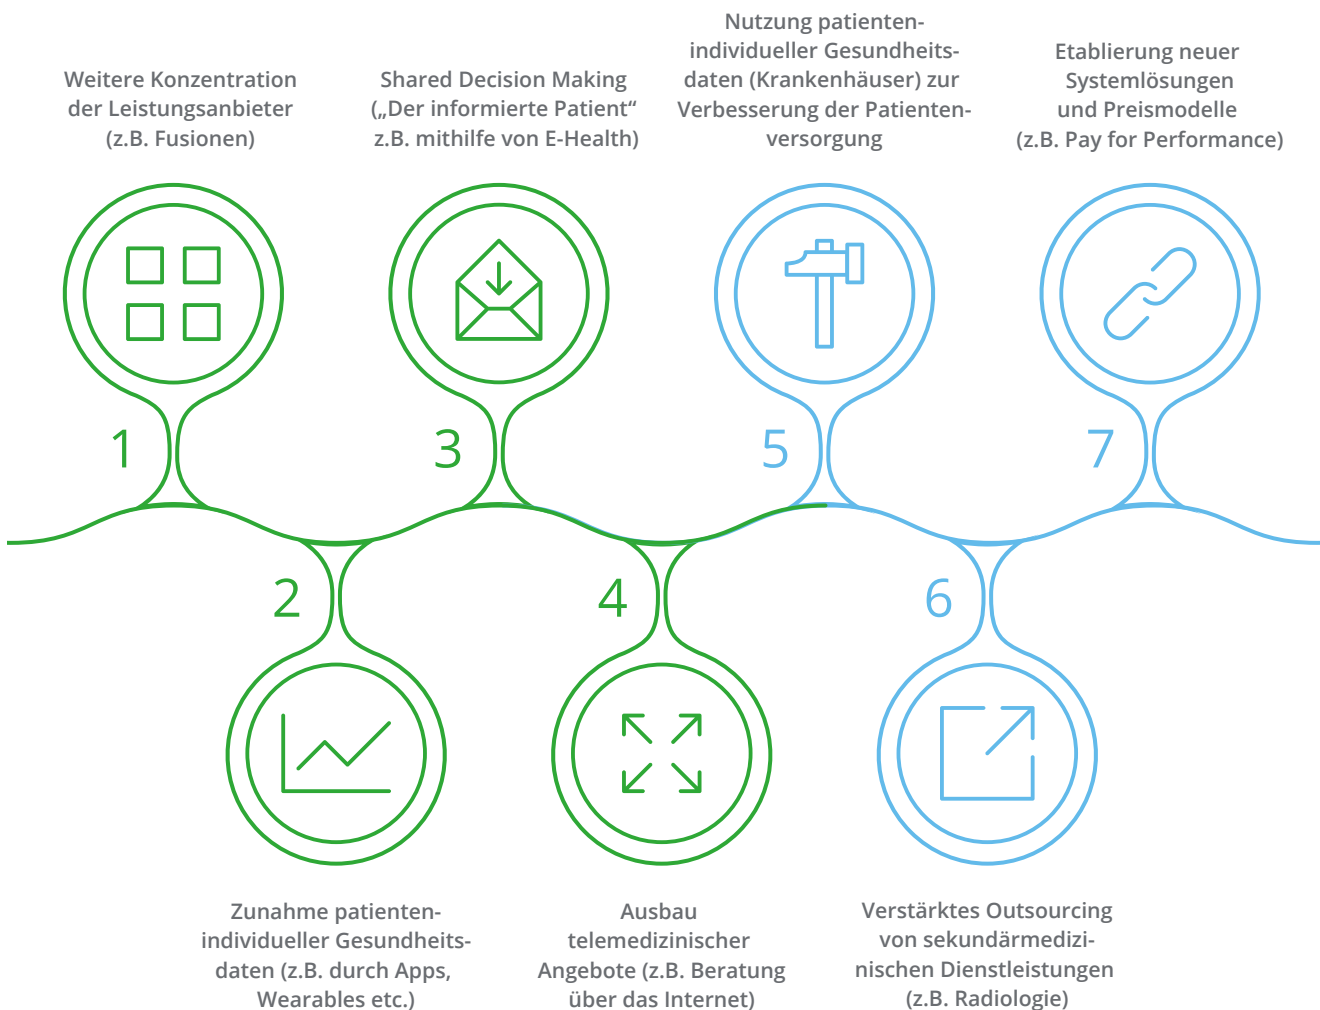 Weitere Konzentration
der Leistungsanbieter
(z.B. Fusionen)
1
Zunahme patienten-
individueller Gesundheits-
daten (z.B. durch Apps,
Wearables etc.)
2
Shared Decision Making
(„Der informierte Patient“
z.B. mithilfe von E-Health)
3
Ausbau
telemedizinischer
Angebote (z.B. Beratung
über das Internet)
4
Nutzung patienten-
individueller Gesundheits-
daten (Krankenhäuser) zur
Verbesserung der Patienten-
versorgung
5
Verstärktes Outsourcing
von sekundärmedizi-
nischen Dienstleistungen
(z.B. Radiologie)
6
Etablierung neuer
Systemlösungen
und Preismodelle
(z.B. Pay for Performance)
7